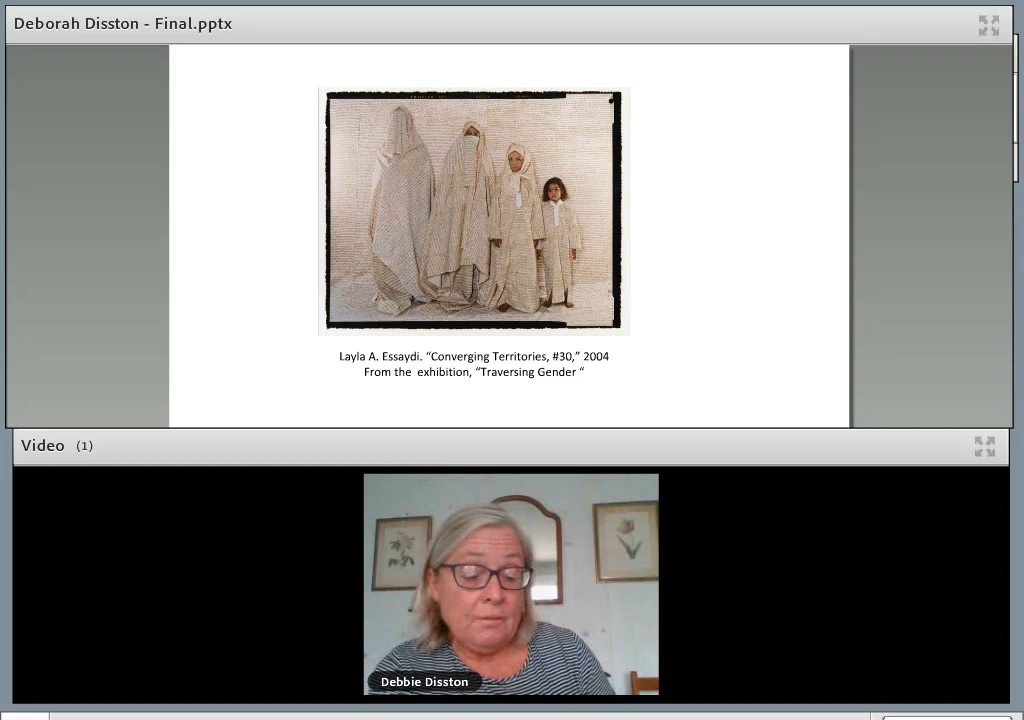 Deborah Disston - Final.pptx
Layla A. Essaydi. “Converging Territories, #30,” 2004
From the  exhibition, “Traversing Gender “
Video (1)
Debbie Disston